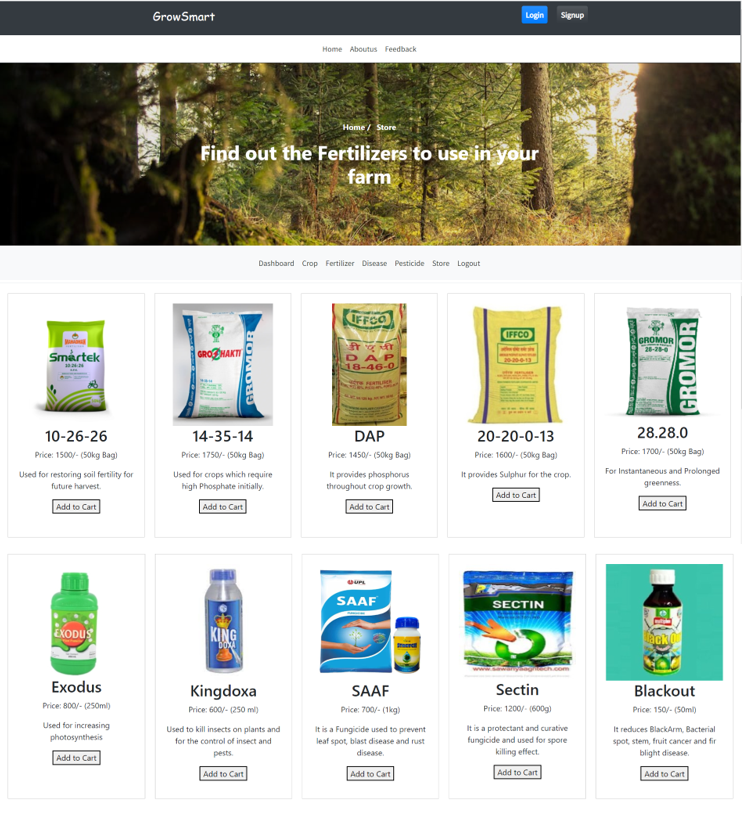 GrowSmart
Login Signup
Home Aboutus Feedback
Home / Store
Find out the Fertilizers to use in your
farm
Dashboard Crop Fertilizer Disease Pesticide Store Logout
Smartek
10:26:26
GROSHAKTI
GROMOR
IFFCO
डी ए पी
D A P
18-46-0
IFFCO
20-20-0-13
GROMOR
28-28-0
GROMOR
10-26-26
Price: 1500/- (50kg Bag)
Used for restoring soil fertility for
future harvest.
Add to Cart
14-35-14
Price: 1750/- (50kg Bag)
Used for crops which require
high Phosphate initially.
Add to Cart
DAP
Price: 1450/- (50kg Bag)
It provides phosphorus
throughout crop growth.
Add to Cart
20-20-0-13
Price: 1600/- (50kg Bag)
It provides Sulphur for the crop.
Add to Cart
28.28.0
Price: 1700/- (50kg Bag)
For Instantaneous and Prolonged
greenness.
Add to Cart
EXODUS
KING
DOXA
UPL
SAAF
SECTIN
Exodus
Price: 800/- (250ml)
Used for increasing
photosynthesis
Add to Cart
Kingdoxa
Price: 600/- (250 ml)
Used to kill insects on plants and
for the control of insect and
pests.
Add to Cart
SAAF
Price: 700/- (1kg)
It is a Fungicide used to prevent
leaf spot, blast disease and rust
disease.
Add to Cart
Sectin
Price: 1200/- (600g)
It is a protectant and curative
fungicide and used for spore
killing effect.
Add to Cart
Blackout
Price: 150/- (50ml)
It reduces BlackArm, Bacterial
spot, stem, fruit cancer and fir
blight disease.
Add to Cart